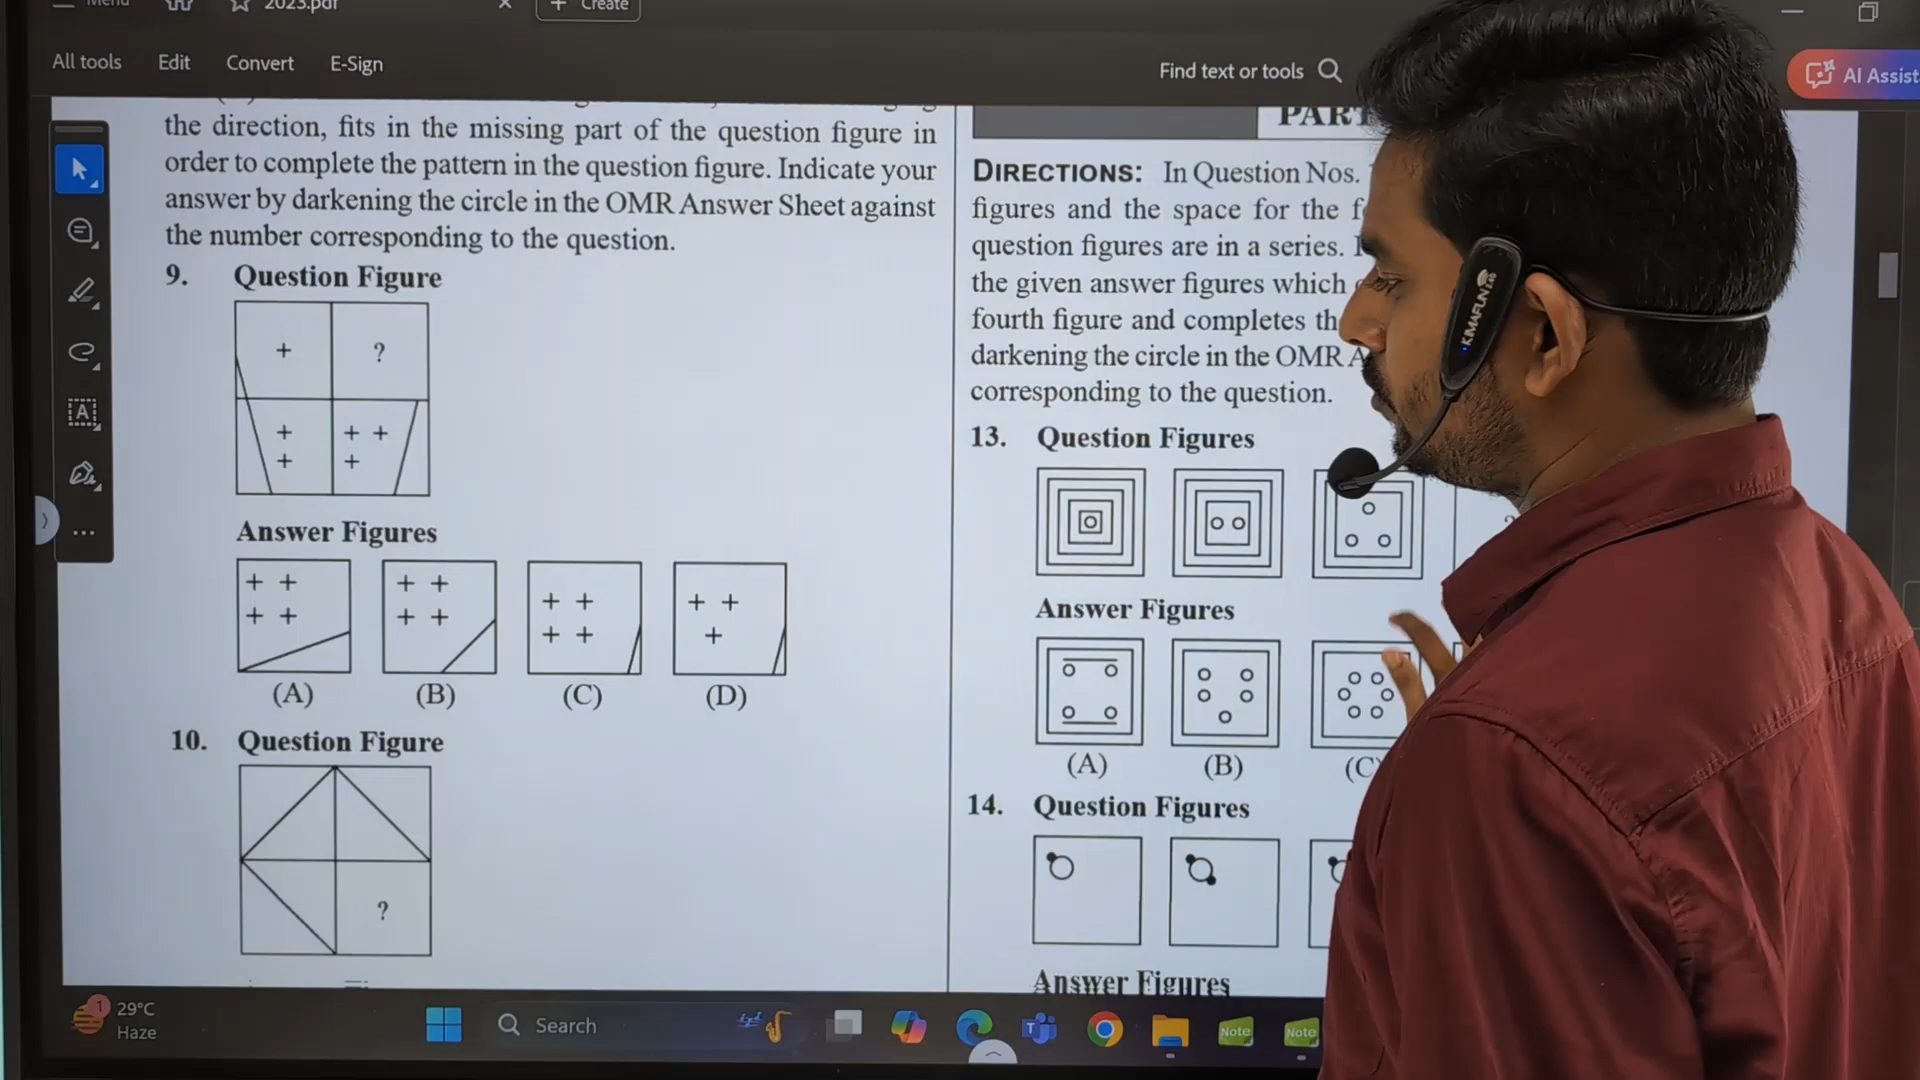 2023.pdf
Create
All tools
Edit
Convert
E-Sign
Find text or tools
AI Assist
the direction, fits in the missing part of the question figure in
order to complete the pattern in the question figure. Indicate your
answer by darkening the circle in the OMR Answer Sheet against
the number corresponding to the question.
9. Question Figure
+ ?
+ + +
+ +
Answer Figures
+ + + + + + + +
+ + + + + + +
(A) (B) (C) (D)
10. Question Figure
?
PART
DIRECTIONS: In Question Nos.
figures and the space for the
question figures are in a series.
the given answer figures which
fourth figure and completes
darkening the circle in the OMR
corresponding to the question.
13. Question Figures
Answer Figures
(A) (B) (C)
14. Question Figures
Answer Figures
KIMAFUN
1
29°C
Haze
Search
Note
Note